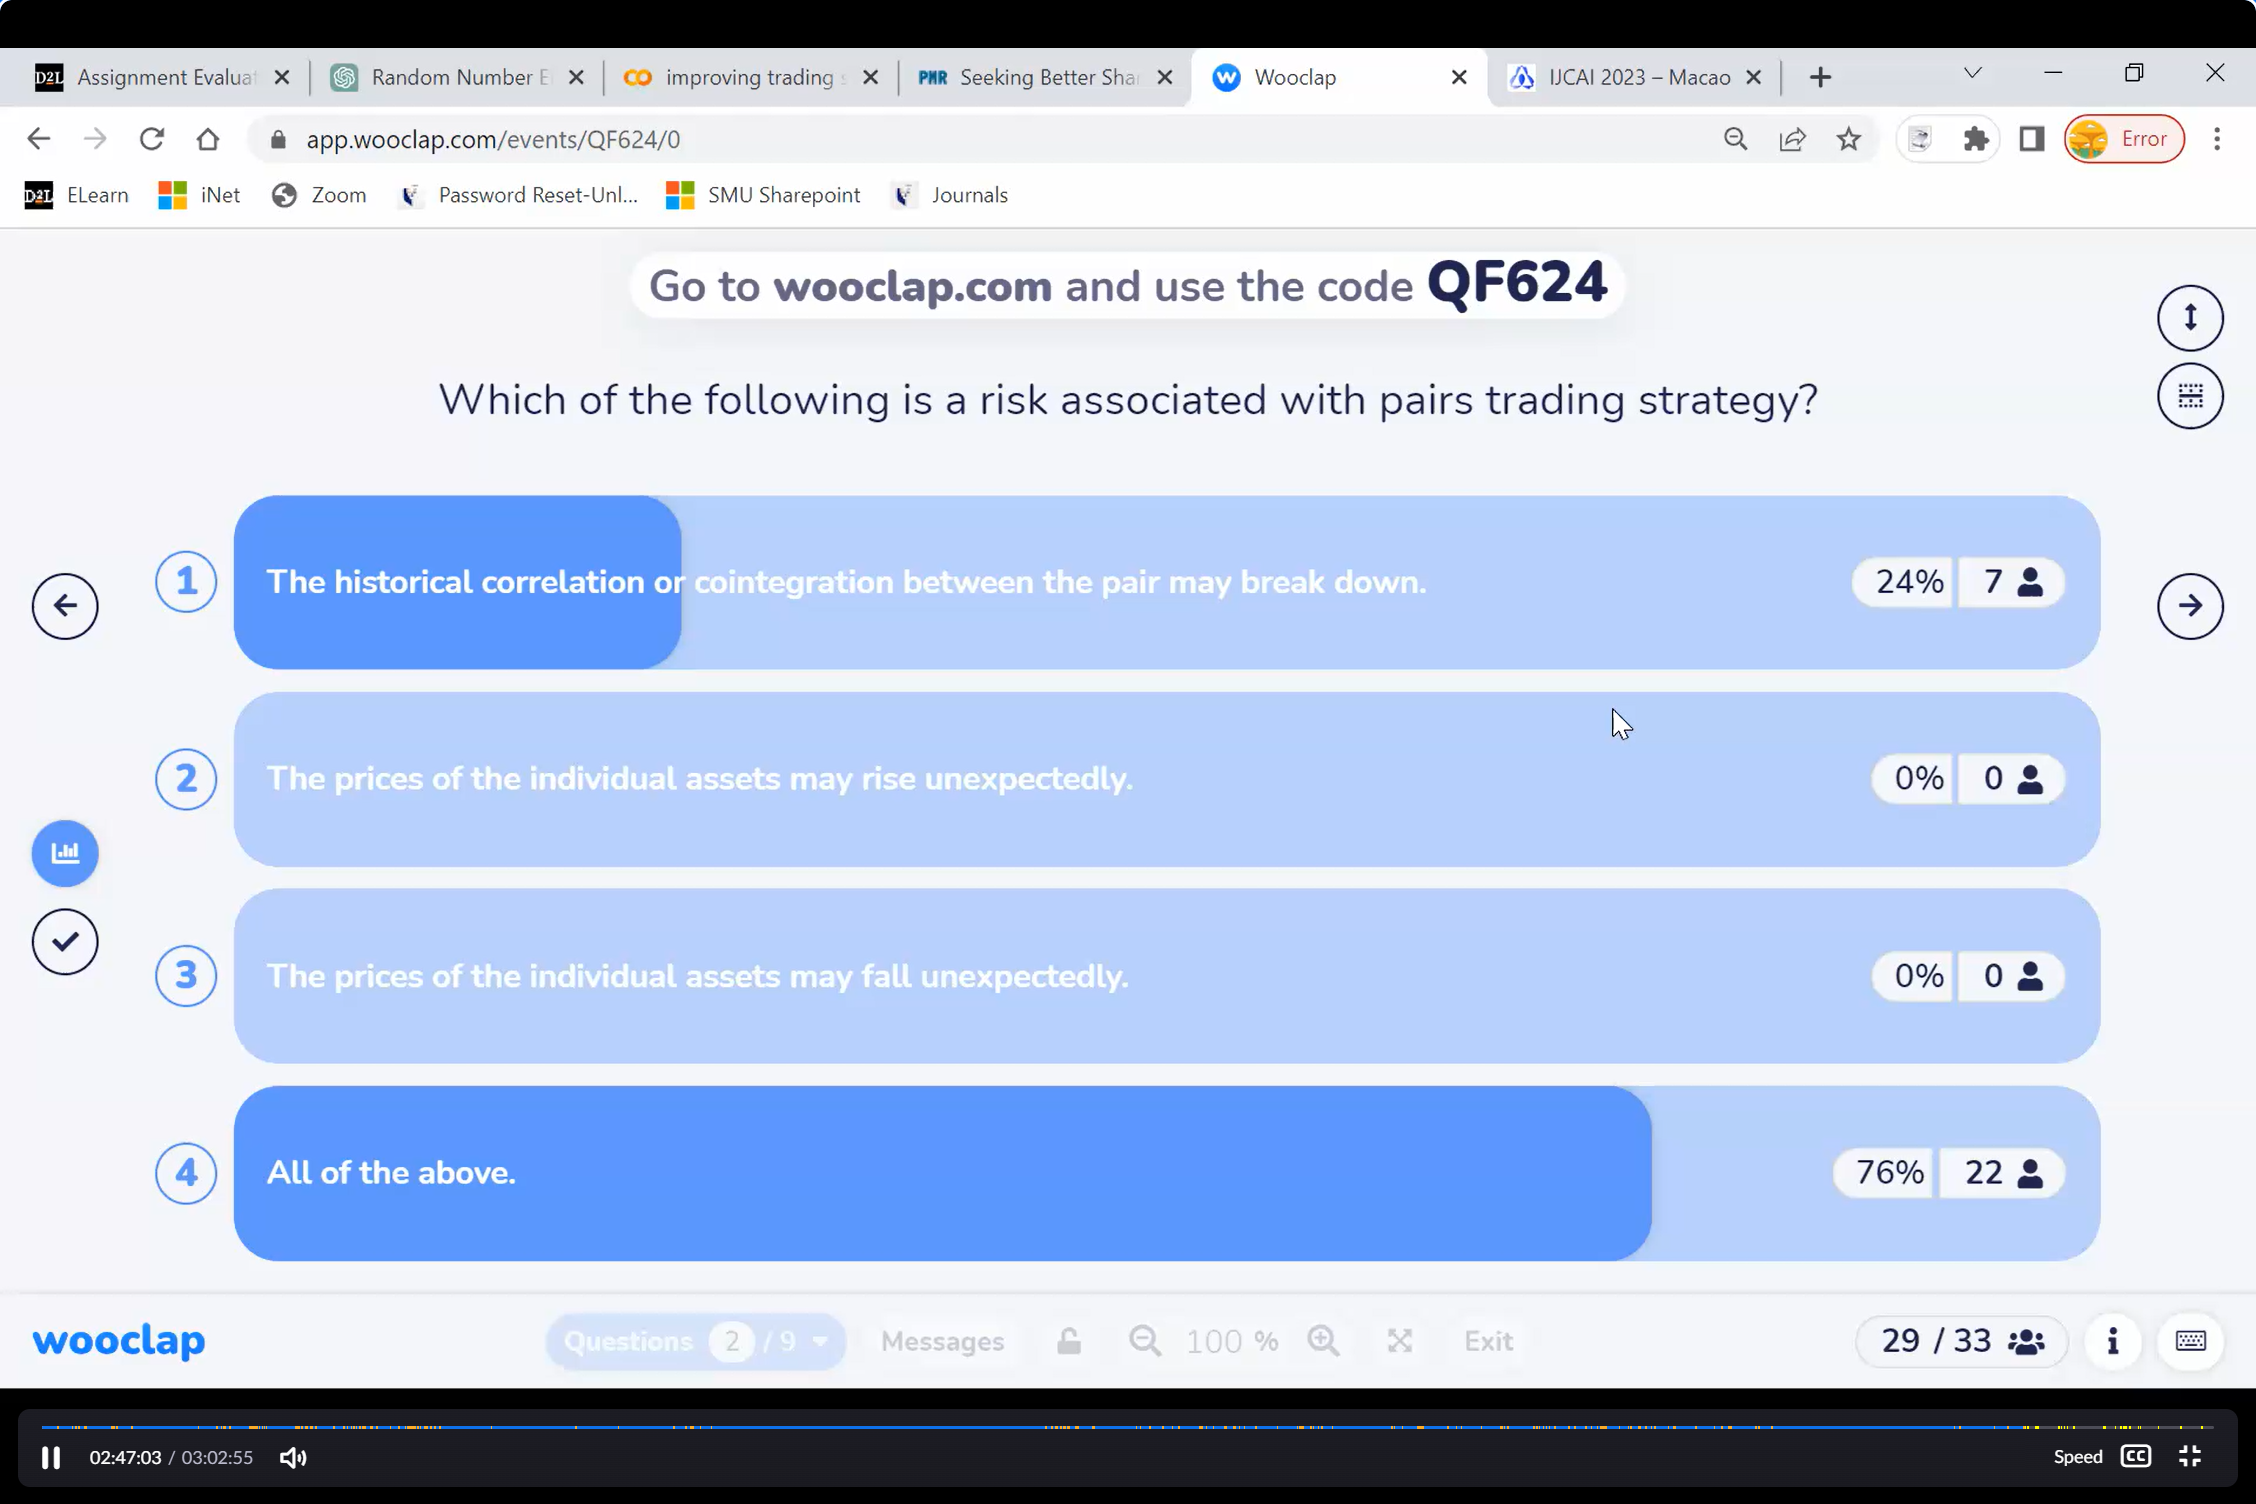 D2L Assignment Evalua
Random Number E
improving trading s
PMR Seeking Better Sha
W Wooclap
IJCAI 2023 – Macao
app.wooclap.com/events/QF624/0
Error
D2L ELearn
iNet
Zoom
Password Reset-Unl...
SMU Sharepoint
Journals
Go to wooclap.com and use the code QF624
Which of the following is a risk associated with pairs trading strategy?
1 The historical correlation or cointegration between the pair may break down. 24% 7
2 The prices of the individual assets may rise unexpectedly. 0% 0
3 The prices of the individual assets may fall unexpectedly. 0% 0
4 All of the above. 76% 22
wooclap
Questions 2 / 9
Messages
100 %
Exit
29 / 33
02:47:03 / 03:02:55
Speed
CC